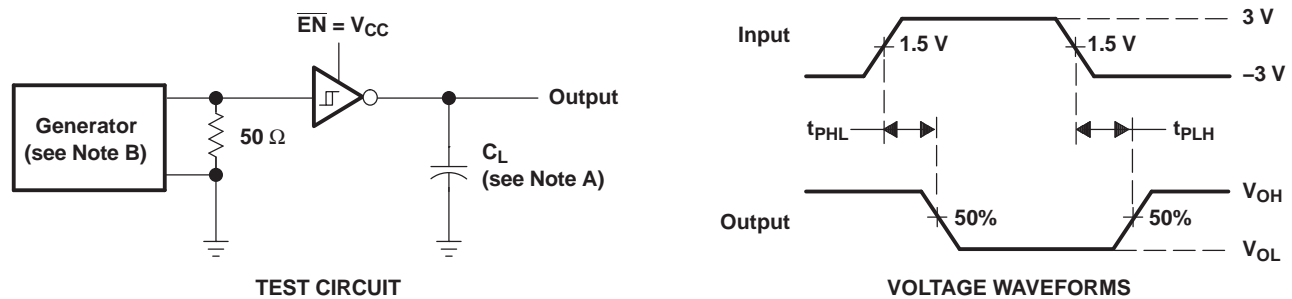 EN = VCC
Generator
(see Note B)
50 Ω
Output
CL
(see Note A)
TEST CIRCUIT
Input
3 V
1.5 V
1.5 V
–3 V
tPHL
tPLH
Output
VOH
50%
50%
VOL
VOLTAGE WAVEFORMS